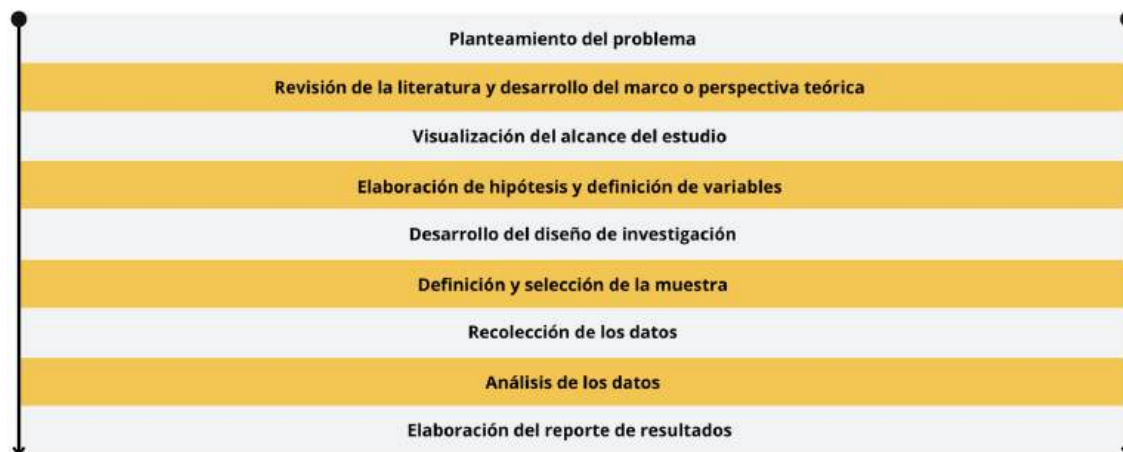 Planteamiento del problema
Revisión de la literatura y desarrollo del marco o perspectiva teórica
Visualización del alcance del estudio
Elaboración de hipótesis y definición de variables
Desarrollo del diseño de investigación
Definición y selección de la muestra
Recolección de los datos
Análisis de los datos
Elaboración del reporte de resultados